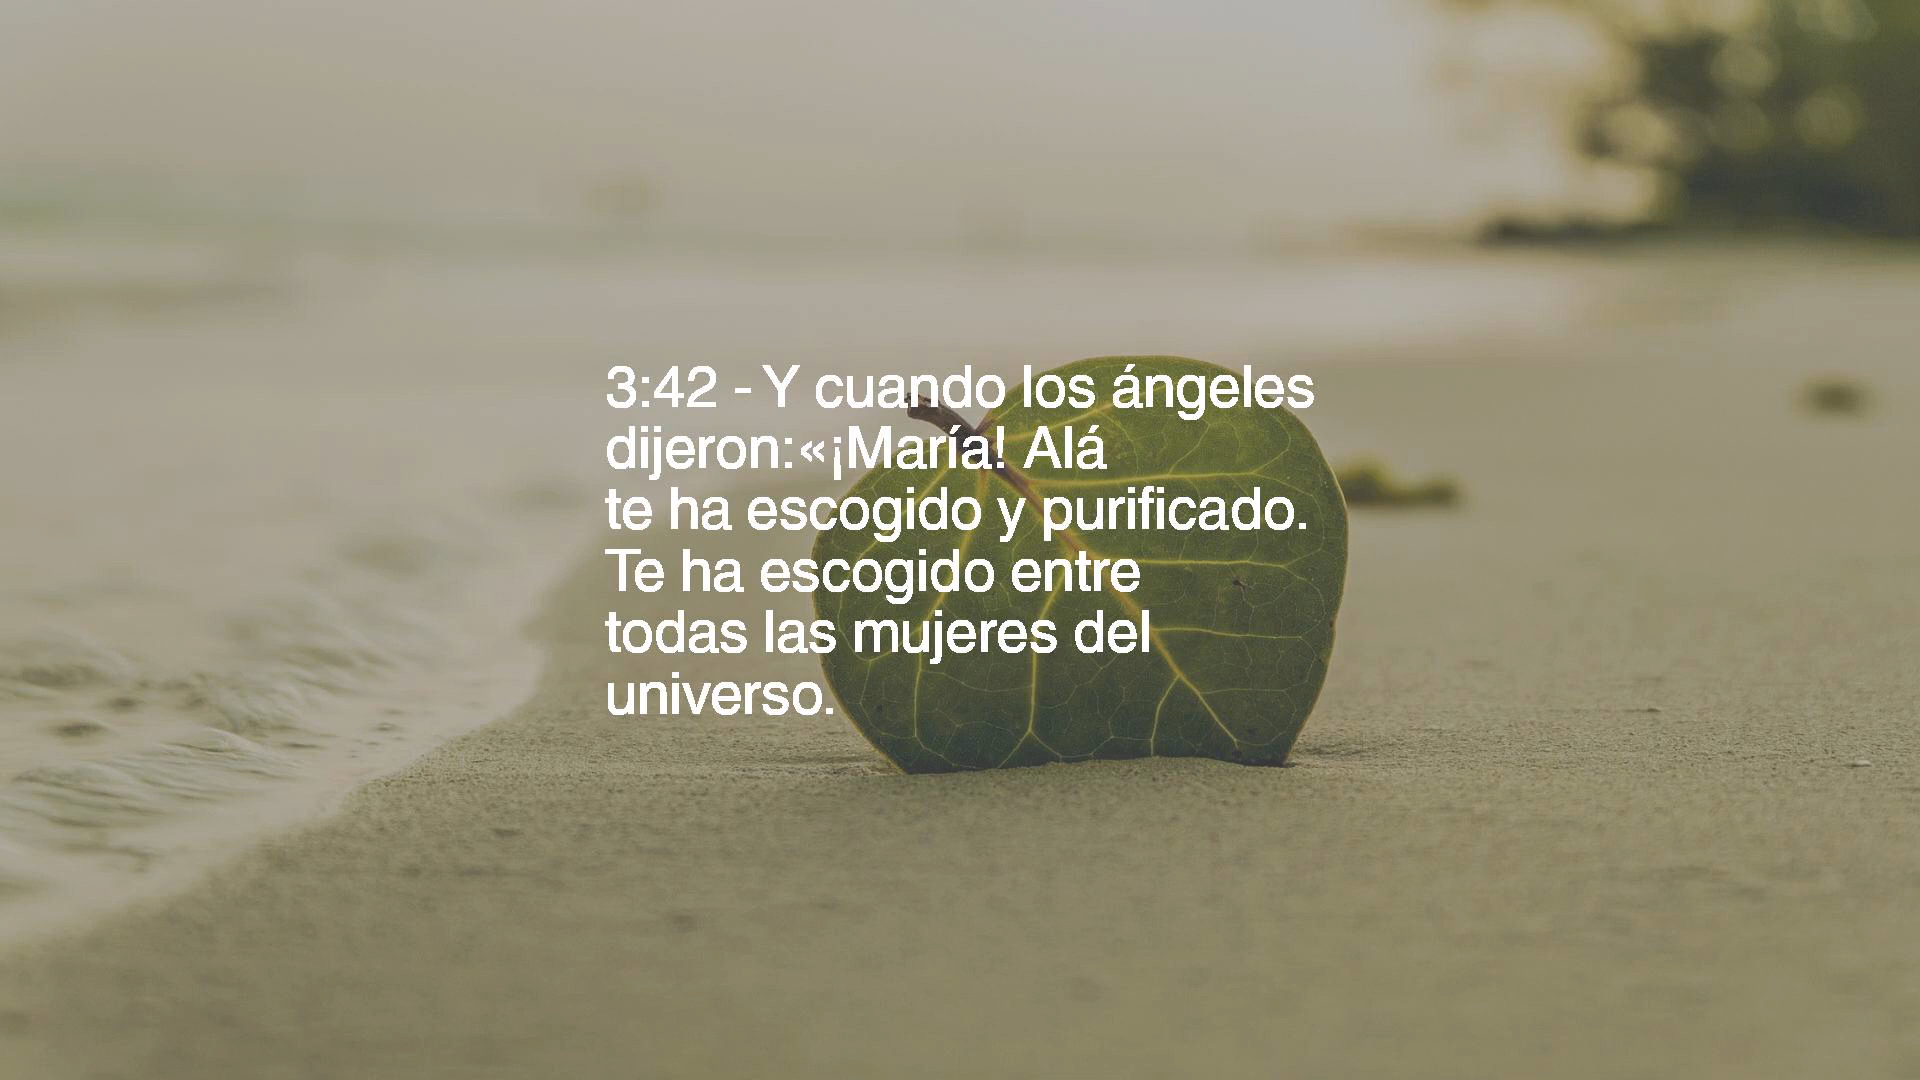 3:42 - Y cuando los ángeles
dijeron:«¡María! Alá
te ha escogido y purificado.
Te ha escogido entre
todas las mujeres del
universo.